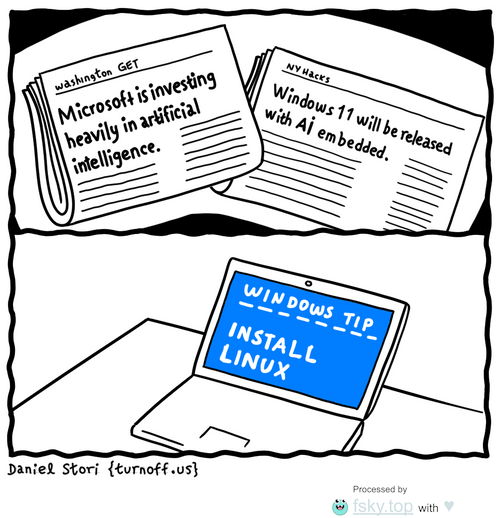 washington GET
Microsoft is investing
heavily in artificial
intelligence.
NY Hacks
Windows 11 will be released
with Ai embedded.
WINDOWS TIP
INSTALL
LINUX
Daniel Stori {turnoff.us}
Processed by
fsky.top with ♥